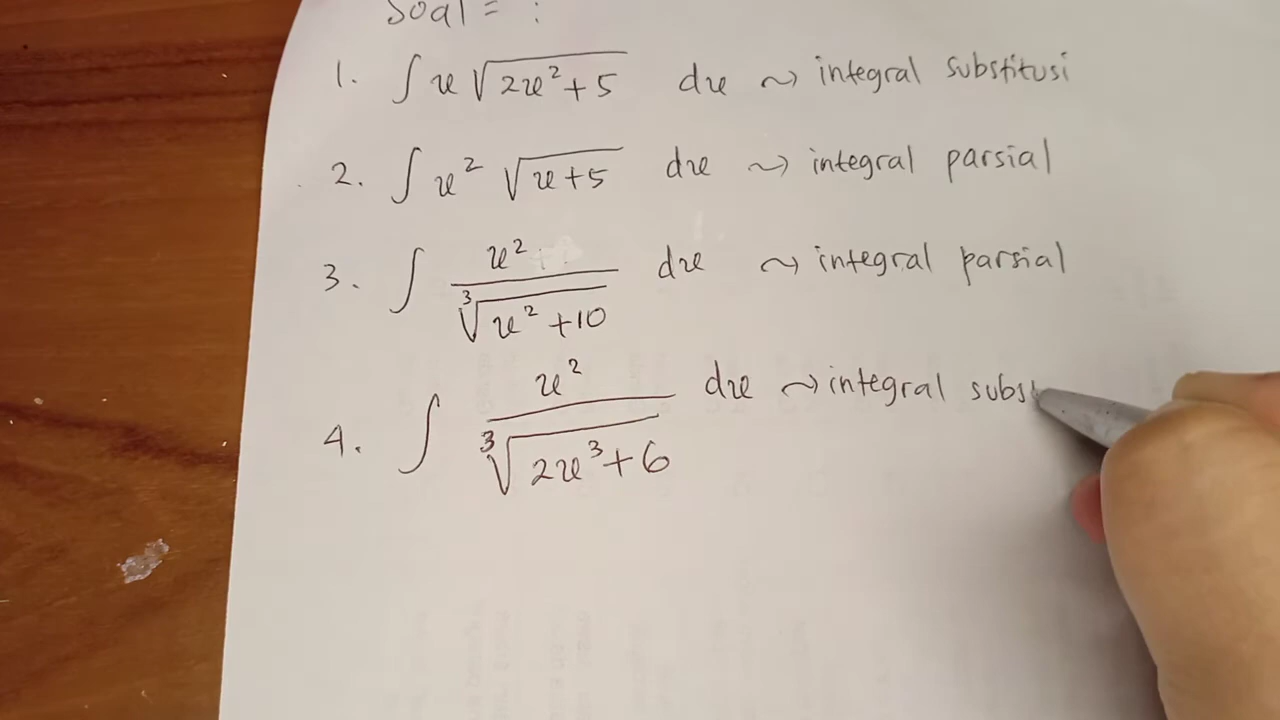 Soal = :
1. ∫ x √(2x² + 5) dx ⤳ integral substitusi
2. ∫ x² √(x + 5) dx ⤳ integral parsial
3. ∫ x² / ∛(x² + 10) dx ⤳ integral parsial
4. ∫ x² / ∛(2x³ + 6) dx ⤳ integral subst